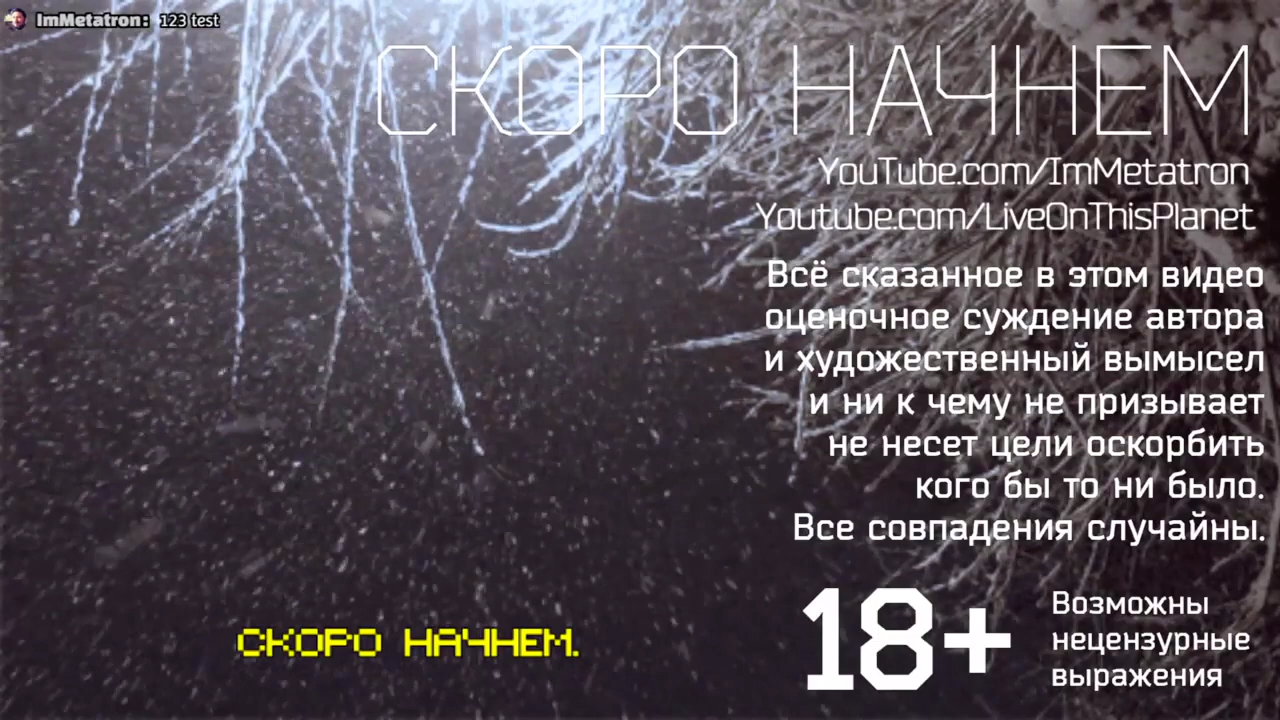 ImMetatron: 123 test
СКОРО НАЧНЕМ
YouTube.com/ImMetatron
Youtube.com/LiveOnThisPlanet
Всё сказанное в этом видео
оценочное суждение автора
и художественный вымысел
и ни к чему не призывает
не несет цели оскорбить
кого бы то ни было.
Все совпадения случайны.
18+
Возможны
нецензурные
выражения
СКОРО НАЧНЕМ.